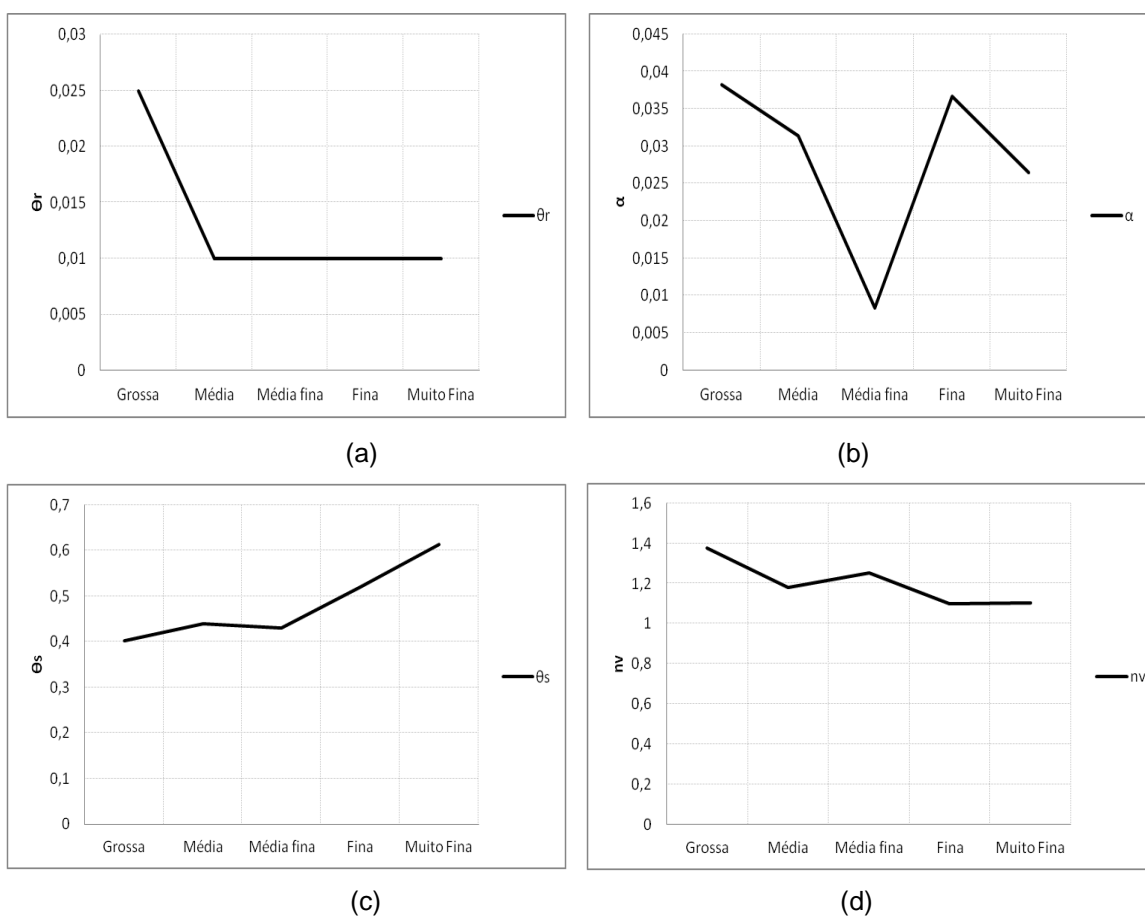 0,03
0,025
0,02
0,015
0,01
0,005
0
Θr
Grossa Média Média fina Fina Muito Fina
θr
(a)
0,045
0,04
0,035
0,03
0,025
0,02
0,015
0,01
0,005
0
α
Grossa Média Média fina Fina Muito Fina
α
(b)
0,7
0,6
0,5
0,4
0,3
0,2
0,1
0
Θs
Grossa Média Média fina Fina Muito Fina
θs
(c)
1,6
1,4
1,2
1
0,8
0,6
0,4
0,2
0
nv
Grossa Média Média fina Fina Muito Fina
nv
(d)